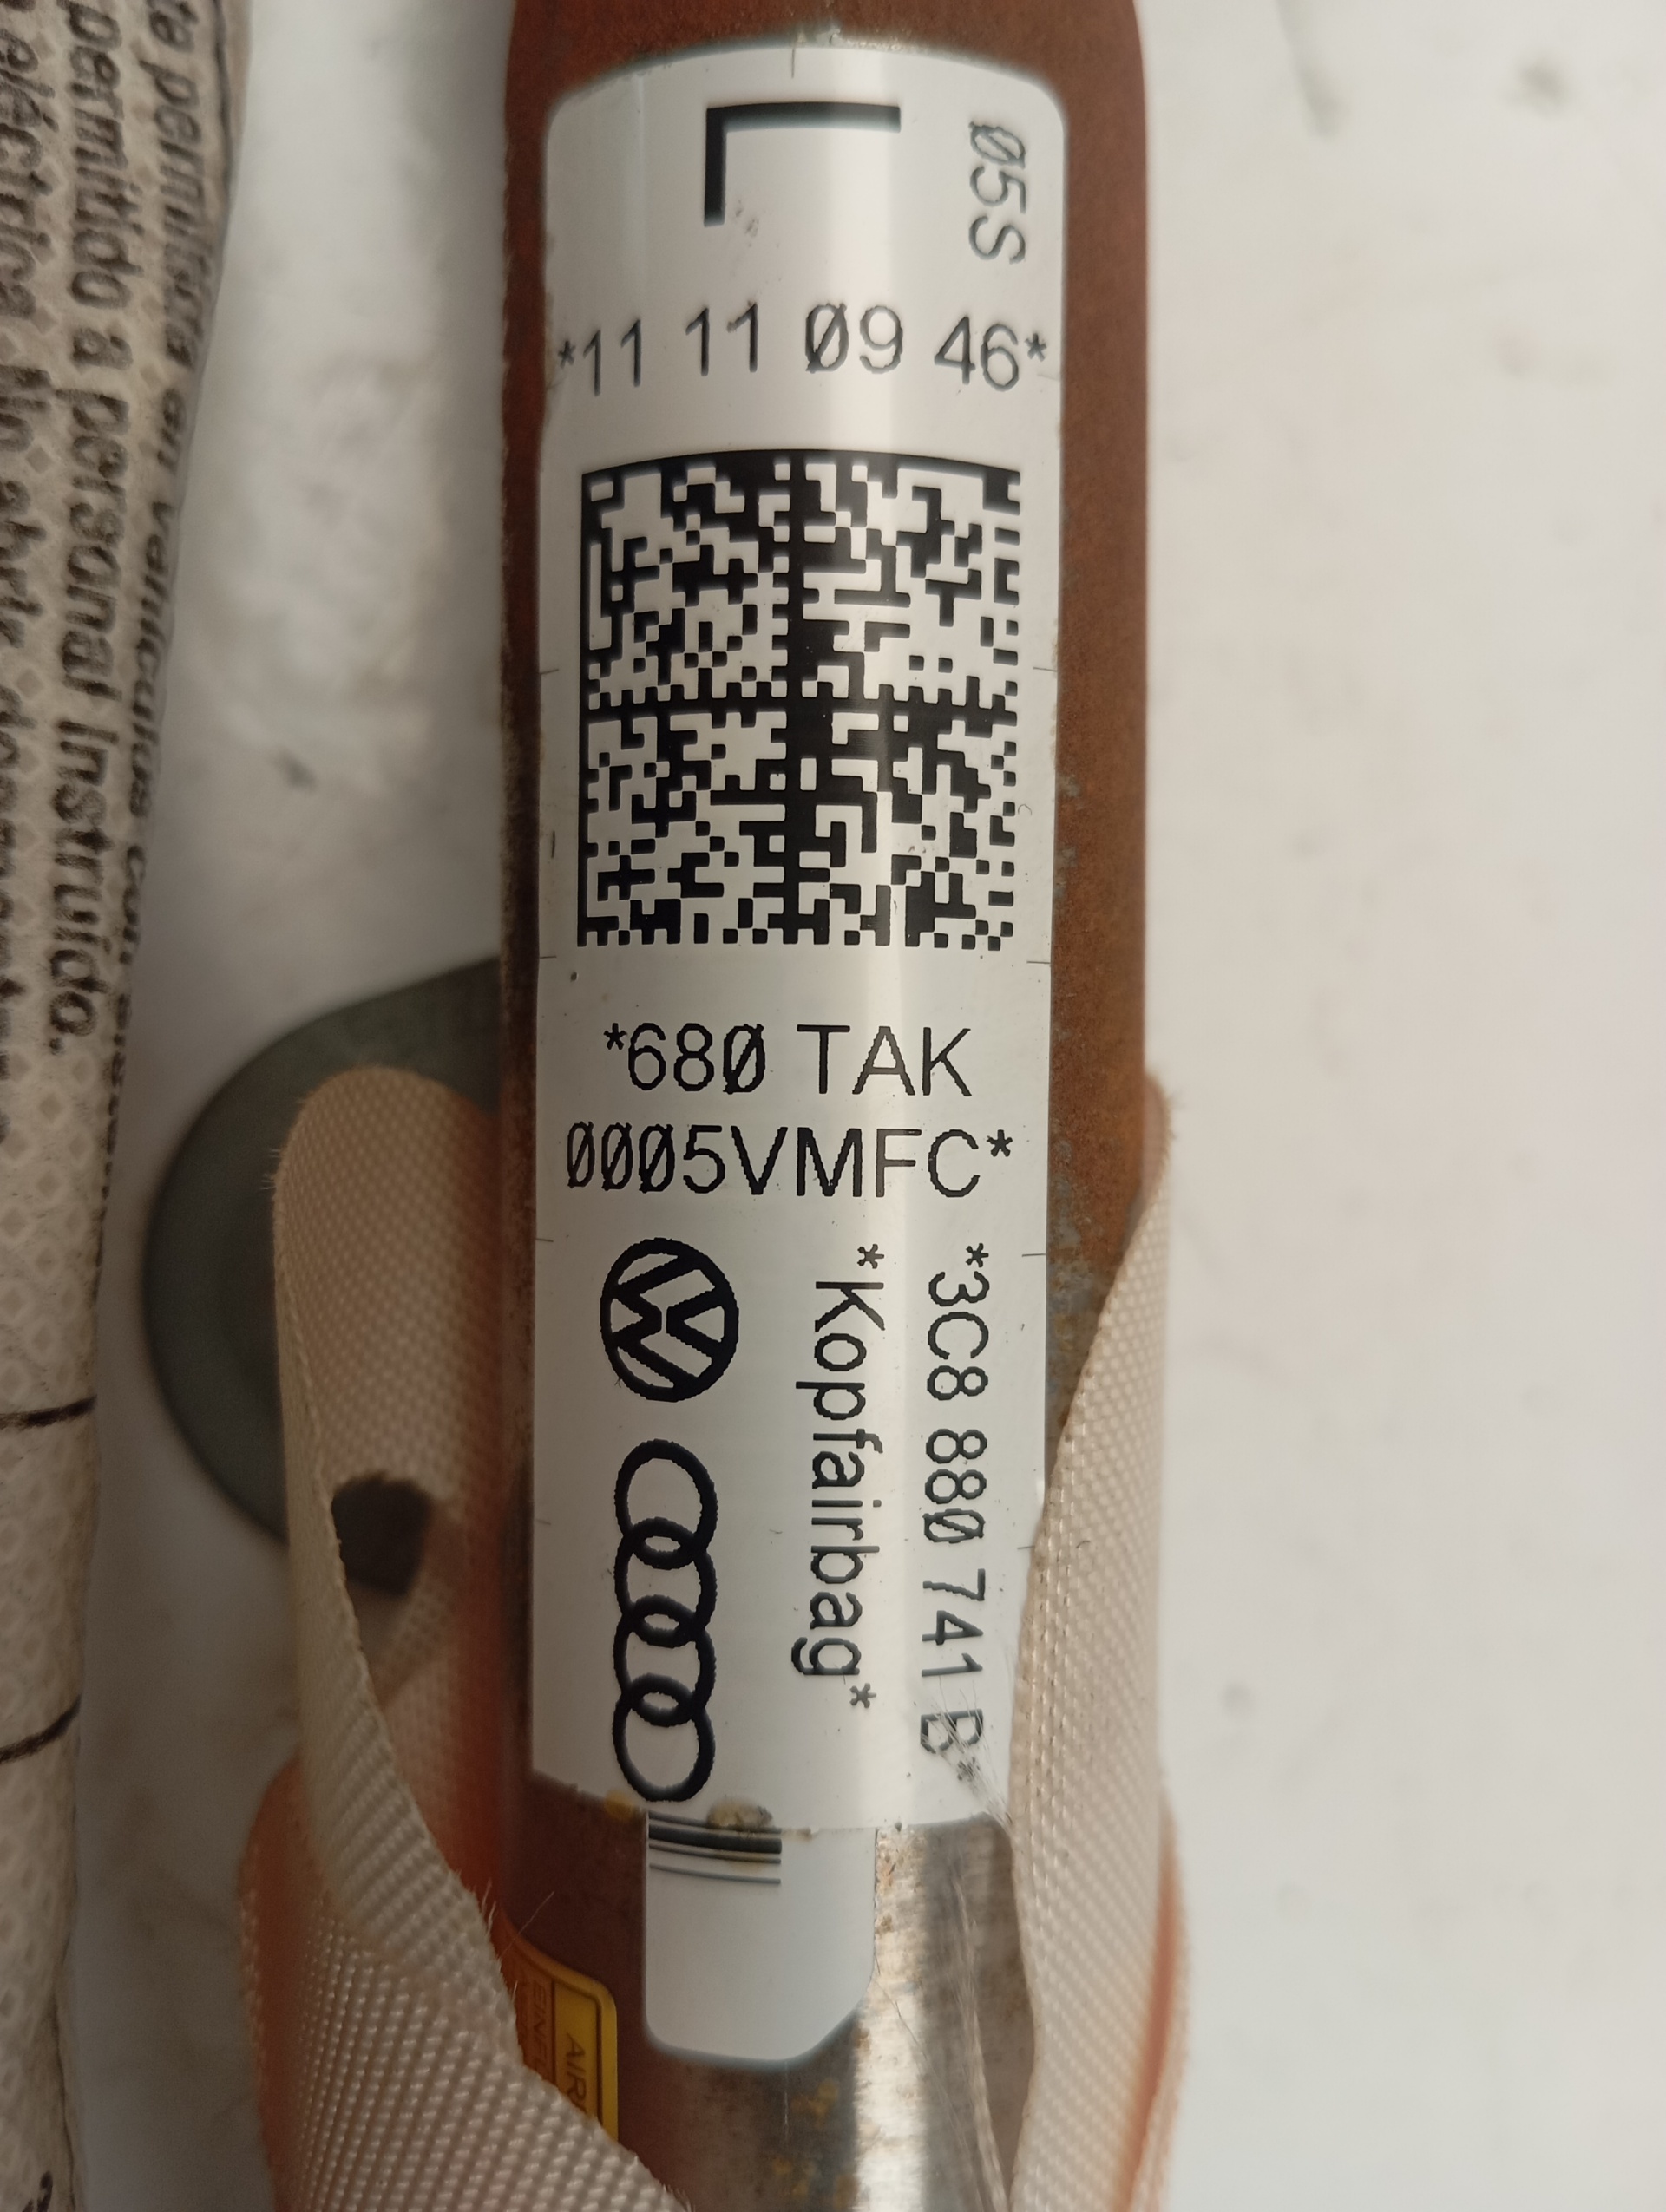 L
05S
*11 11 09 46*
*680 TAK
0005VMFC*
*3C8 880 741 B*
*Kopfairbag*
permitido a personal instruido.